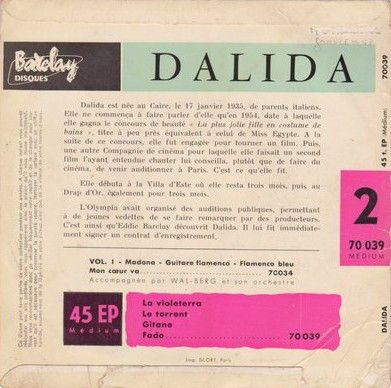 Barclay
DISQUES
DALIDA
70039
45 t. EP Médium
Dalida est née au Caire, le 17 janvier 1935, de parents italiens.
Elle ne commença à faire parler d'elle qu'en 1954, date à laquelle
elle gagna le concours de beauté « La plus jolie fille en costume de
bains », titre à peu près équivalent à celui de Miss Egypte. A la
suite de ce concours, elle fut engagée pour tourner un film. Puis,
une autre Compagnie de cinéma pour laquelle elle faisait un second
film l'ayant entendue chanter lui conseilla, plutôt que de faire du
cinéma, de venir auditionner à Paris. C'est ce qu'elle fit.
Elle débuta à la Villa d'Este où elle resta trois mois, puis au
Drap d'Or, également pour trois mois.
L'Olympia avait organisé des auditions publiques, permettant
à de jeunes vedettes de se faire remarquer par des producteurs.
C'est ainsi qu'Eddie Barclay découvrit Dalida. Il lui fit immédiate-
ment signer un contrat d'enregistrement.
2
70 039
MEDIUM
VOL. 1 - Madona - Guitare flamenco - Flamenco bleu
Mon cœur va 70034
Accompagnée par WAL-BERG et son orchestre
45 EP
Médium
La violetera
Le torrent
Gitane
Fado 70039
DALIDA
Imp. GLORY, Paris